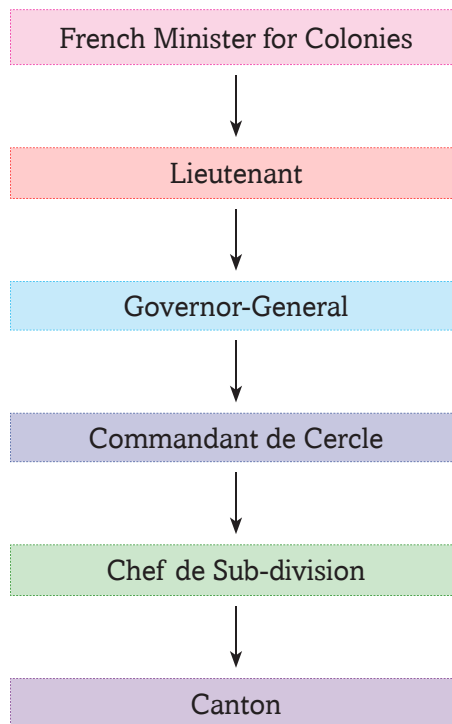 French Minister for Colonies
Lieutenant
Governor-General
Commandant de Cercle
Chef de Sub-division
Canton